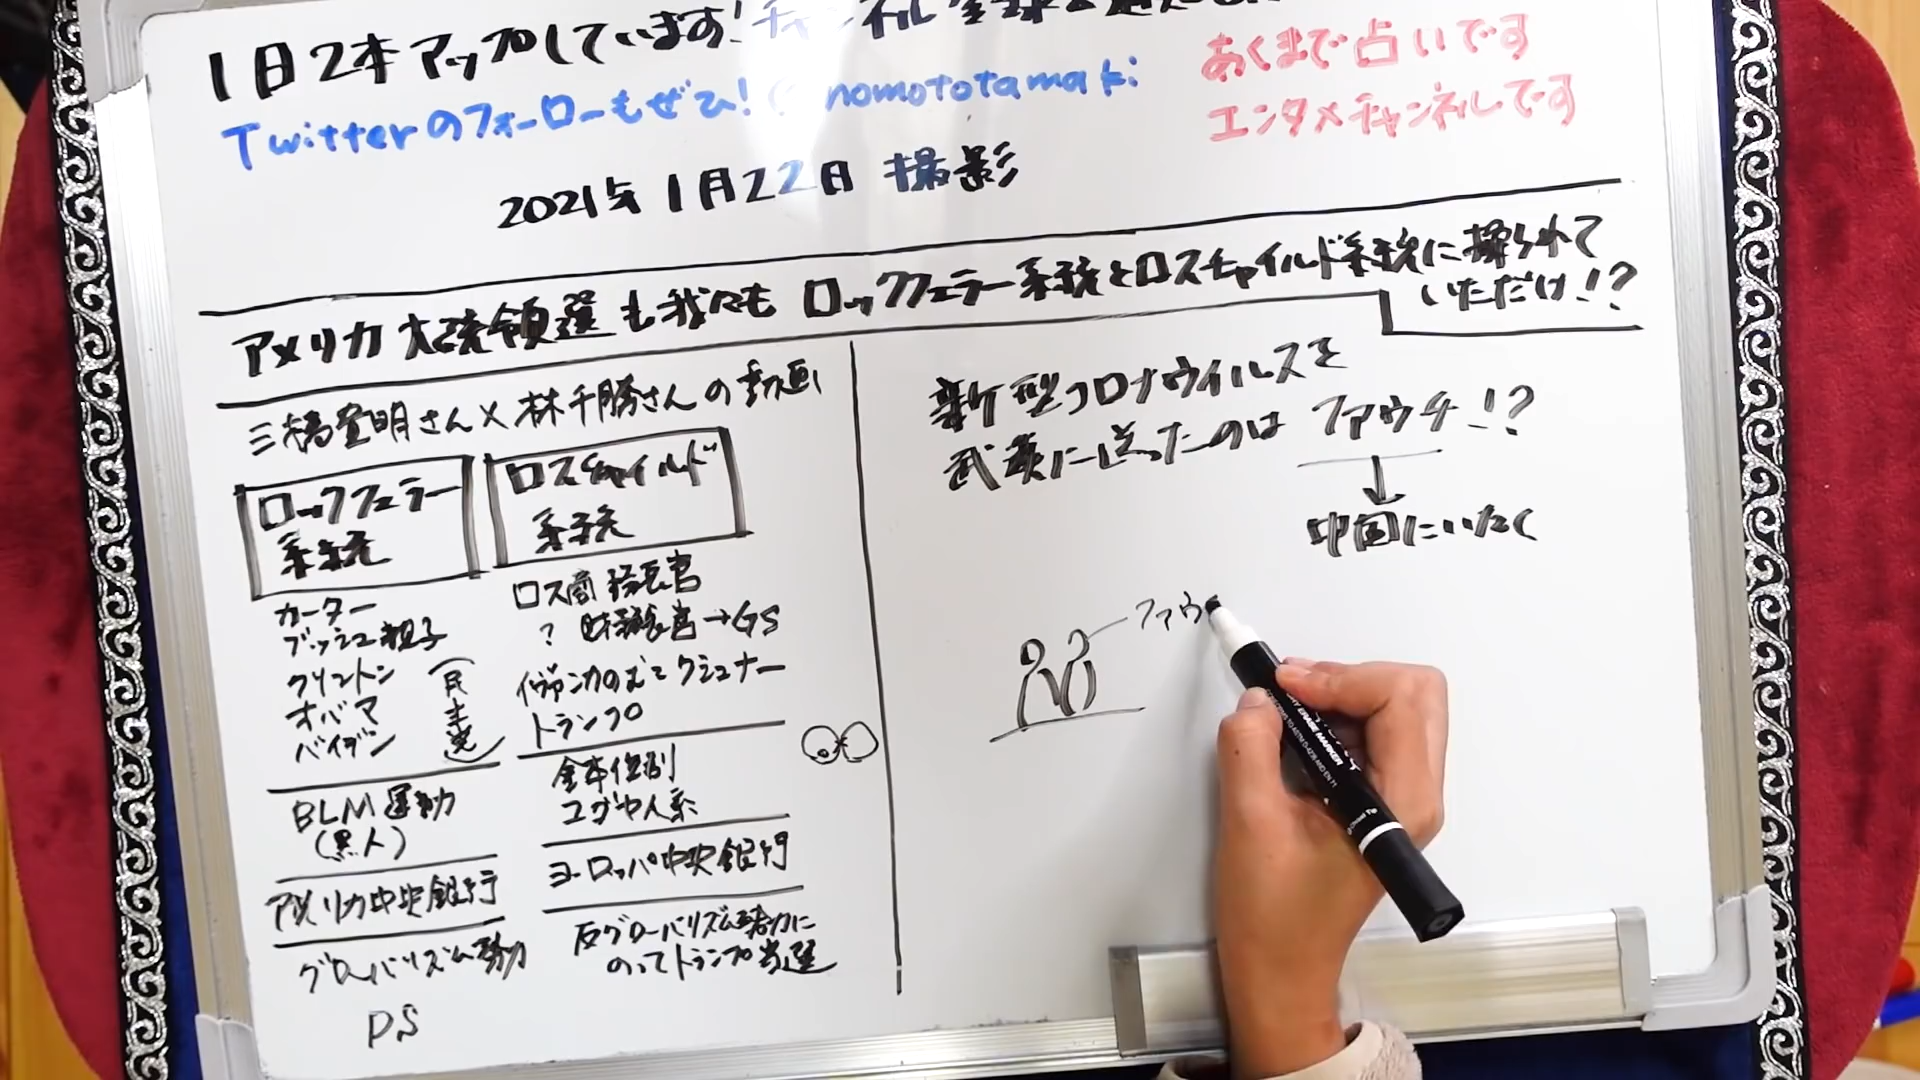 1日2本アップしています!チャンネル登録
Twitterのフォローもぜひ! @nomototamaki
あくまで占いです
エンタメチャンネルです
2021年1月22日 撮影
アメリカ大統領選も我々も ロックフェラー系統とロスチャイルド系統に操られて
いただけ!?
三橋貴明さん×林千勝さんの動画
ロックフェラー
系統
カーター
ブッシュ親子
クリントン
オバマ
バイデン
(民主党)
BLM運動
(黒人)
アメリカ中央銀行
グローバリズム勢力
DS
ロスチャイルド
系統
ロス商務長官
? 財務長官→GS
イヴァンカのむこクシュナー
トランプ
金本位制
ユダヤ人系
ヨーロッパ中央銀行
反グローバリズム勢力に
のってトランプ当選
新型コロナウイルスを
武漢に送ったのは ファウチ!?
↓
中国にいたく
ファウ